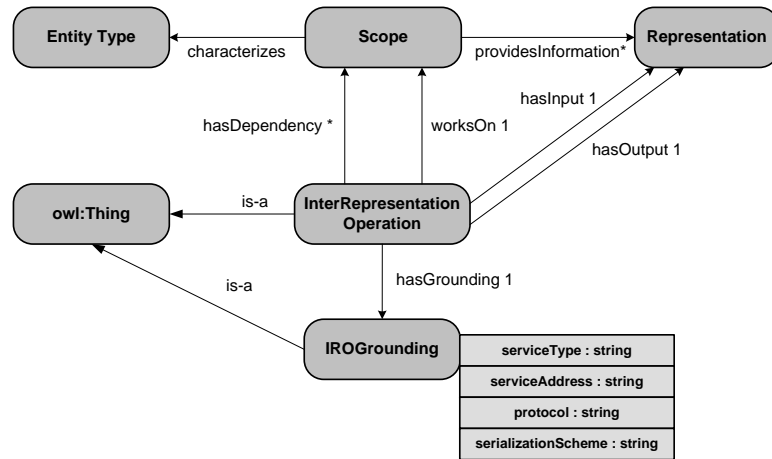 Entity Type
characterizes
Scope
providesInformation*
Representation
hasDependency *
worksOn 1
hasInput 1
hasOutput 1
owl:Thing
is-a
InterRepresentation
Operation
is-a
hasGrounding 1
IROGrounding
serviceType : string
serviceAddress : string
protocol : string
serializationScheme : string